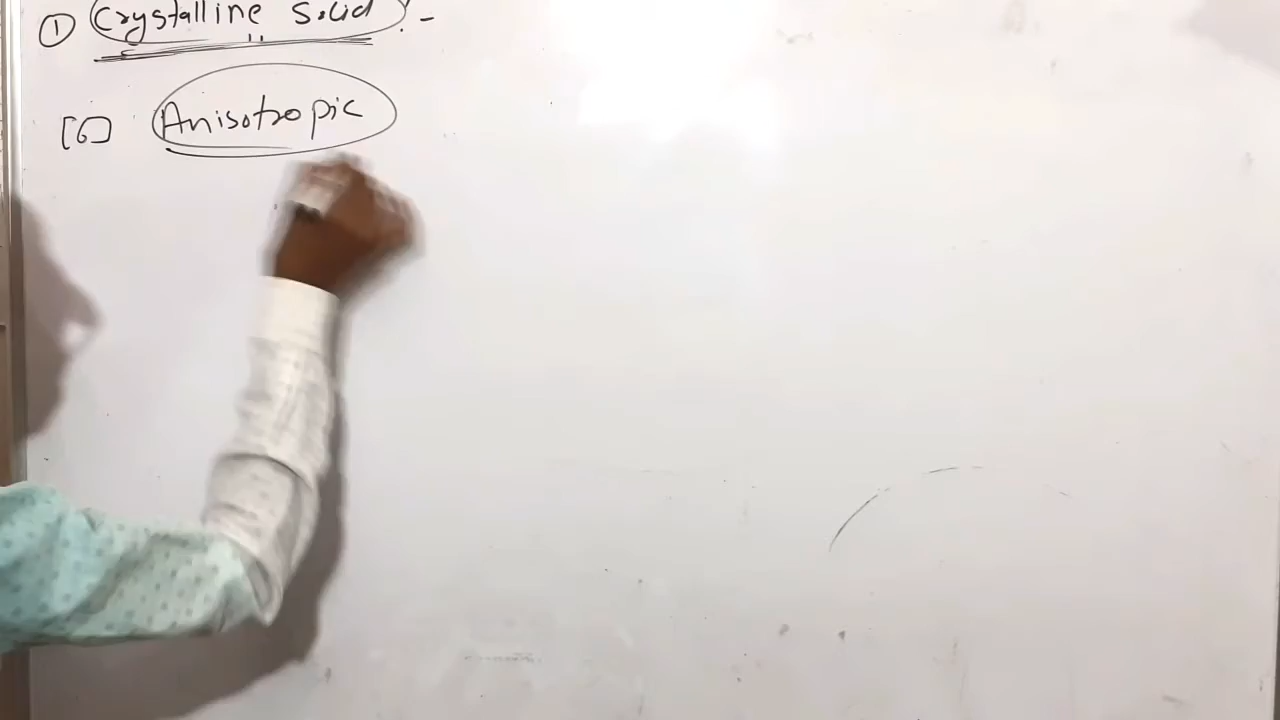 ① Crystalline Solid :-
[6] Anisotropic